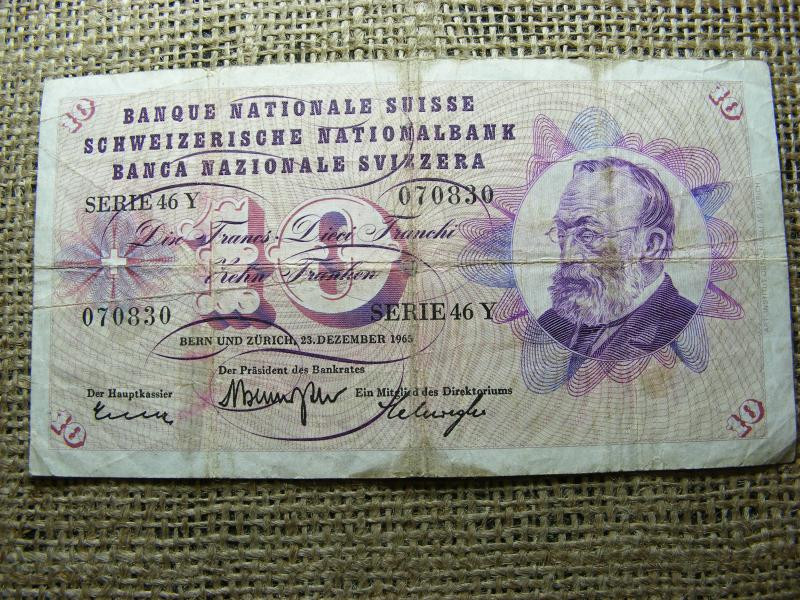 10 10
BANQUE NATIONALE SUISSE
SCHWEIZERISCHE NATIONALBANK
BANCA NAZIONALE SVIZZERA
SERIE 46 Y 070830
10
Dix Francs · Dieci Franchi
Zehn Franken
070830 SERIE 46 Y
BERN UND ZÜRICH, 23. DEZEMBER 1965
Der Präsident des Bankrates
Der Hauptkassier Ein Mitglied des Direktoriums
10 10